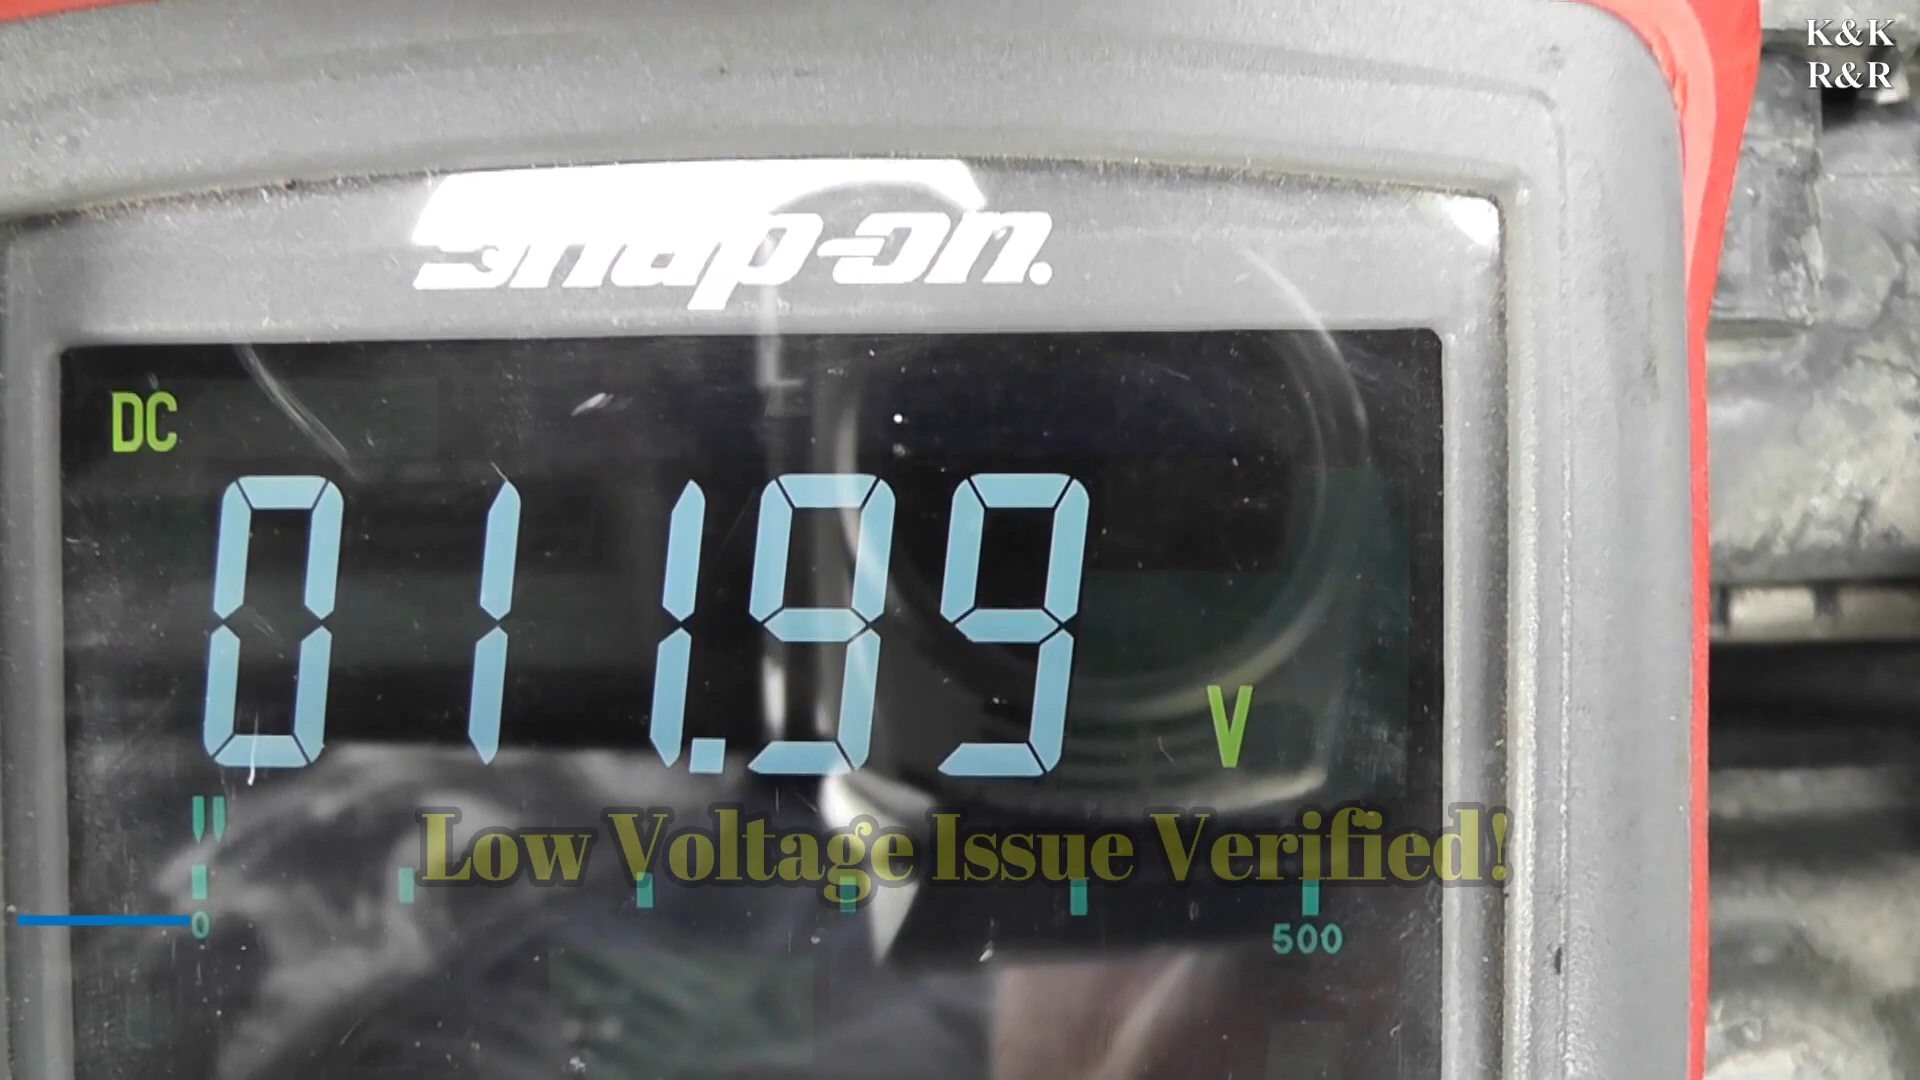 K&K
R&R
Snap-on.
DC
011.99
V
Low Voltage Issue Verified!
0
500